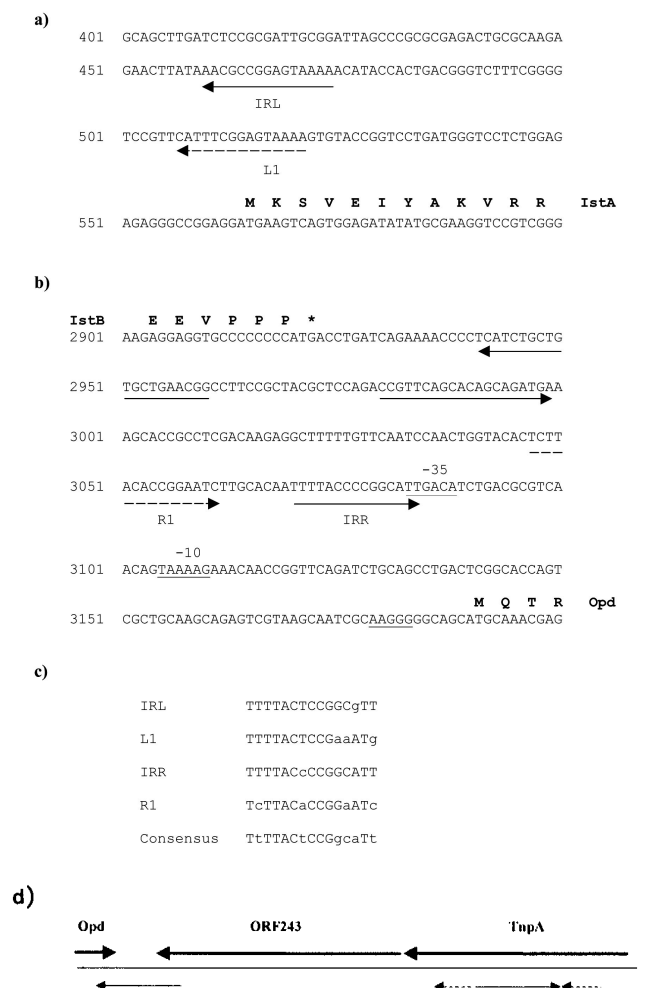 a)
401 GCAGCTTGATCTCCGCGATTGCGGATTAGCCCGCGCGAGACTGCGCAAGA
451 GAACTTATAAACGCCGGAGTAAAAACATACCACTGACGGGTCTTTCGGGG
IRL
501 TCCGTTCATTTCGGAGTAAAAGTGTACCGGTCCTGATGGGTCCTCTGGAG
L1
M K S V E I Y A K V R R IstA
551 AGAGGGCCGGAGGATGAAGTCAGTGGAGATATATGCGAAGGTCCGTCGGG
b)
IstB E E V P P P *
2901 AAGAGGAGGTGCCCCCCCCATGACCTGATCAGAAAACCCCTCATCTGCTG
2951 TGCTGAACGGCCTTCCGCTACGCTCCAGACCGTTCAGCACAGCAGATGAA
3001 AGCACCGCCTCGACAAGAGGCTTTTTGTTCAATCCAACTGGTACACTCTT
-35
3051 ACACCGGAATCTTGCACAATTTTACCCCGGCATTGACATCTGACGCGTCA
R1 IRR
-10
3101 ACAGTAAAAGAAACAACCGGTTCAGATCTGCAGCCTGACTCGGCACCAGT
M Q T R Opd
3151 CGCTGCAAGCAGAGTCGTAAGCAATCGCAAGGGGGCAGCATGCAAACGAG
c)
IRL TTTTACTCCGGCgTT
L1 TTTTACTCCGaaATg
IRR TTTTACcCCGGCATT
R1 TcTTACaCCGGaATc
Consensus TtTTACtCCGgcaTt
d)
Opd ORF243 TnpA